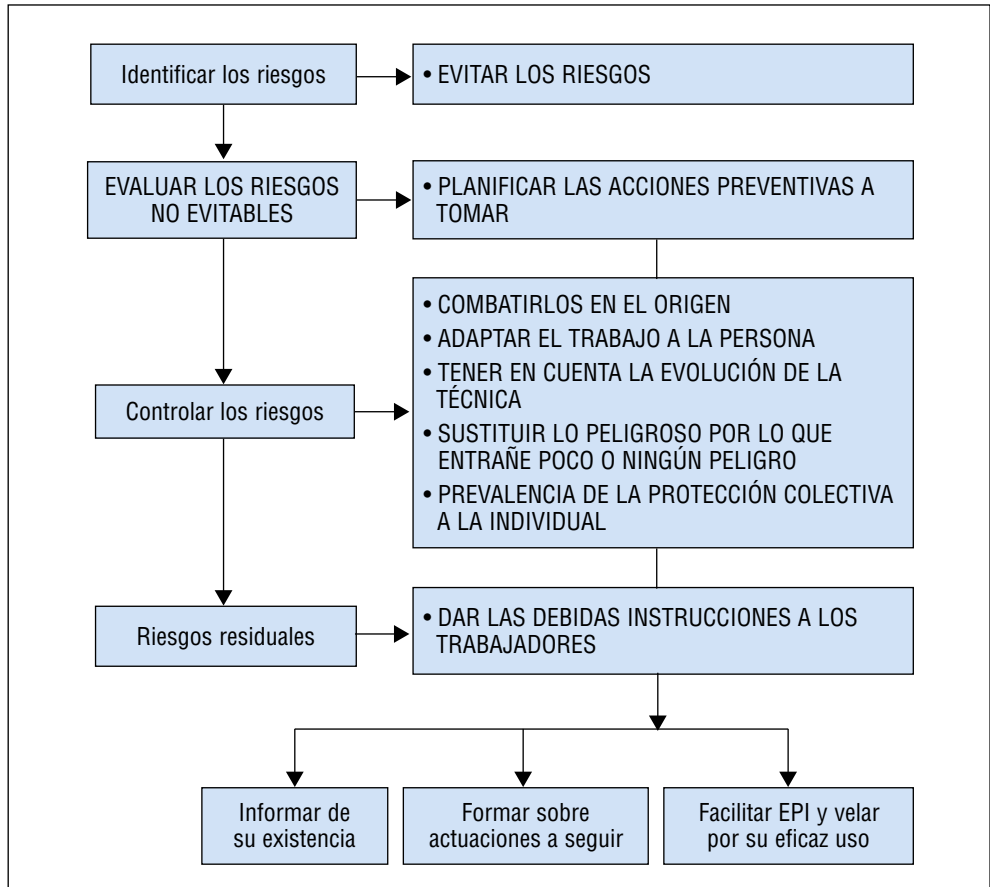 Identificar los riesgos
• EVITAR LOS RIESGOS
EVALUAR LOS RIESGOS
NO EVITABLES
• PLANIFICAR LAS ACCIONES PREVENTIVAS A
TOMAR
Controlar los riesgos
• COMBATIRLOS EN EL ORIGEN
• ADAPTAR EL TRABAJO A LA PERSONA
• TENER EN CUENTA LA EVOLUCIÓN DE LA
TÉCNICA
• SUSTITUIR LO PELIGROSO POR LO QUE
ENTRAÑE POCO O NINGÚN PELIGRO
• PREVALENCIA DE LA PROTECCIÓN COLECTIVA
A LA INDIVIDUAL
Riesgos residuales
• DAR LAS DEBIDAS INSTRUCCIONES A LOS
TRABAJADORES
Informar de
su existencia
Formar sobre
actuaciones a seguir
Facilitar EPI y velar
por su eficaz uso